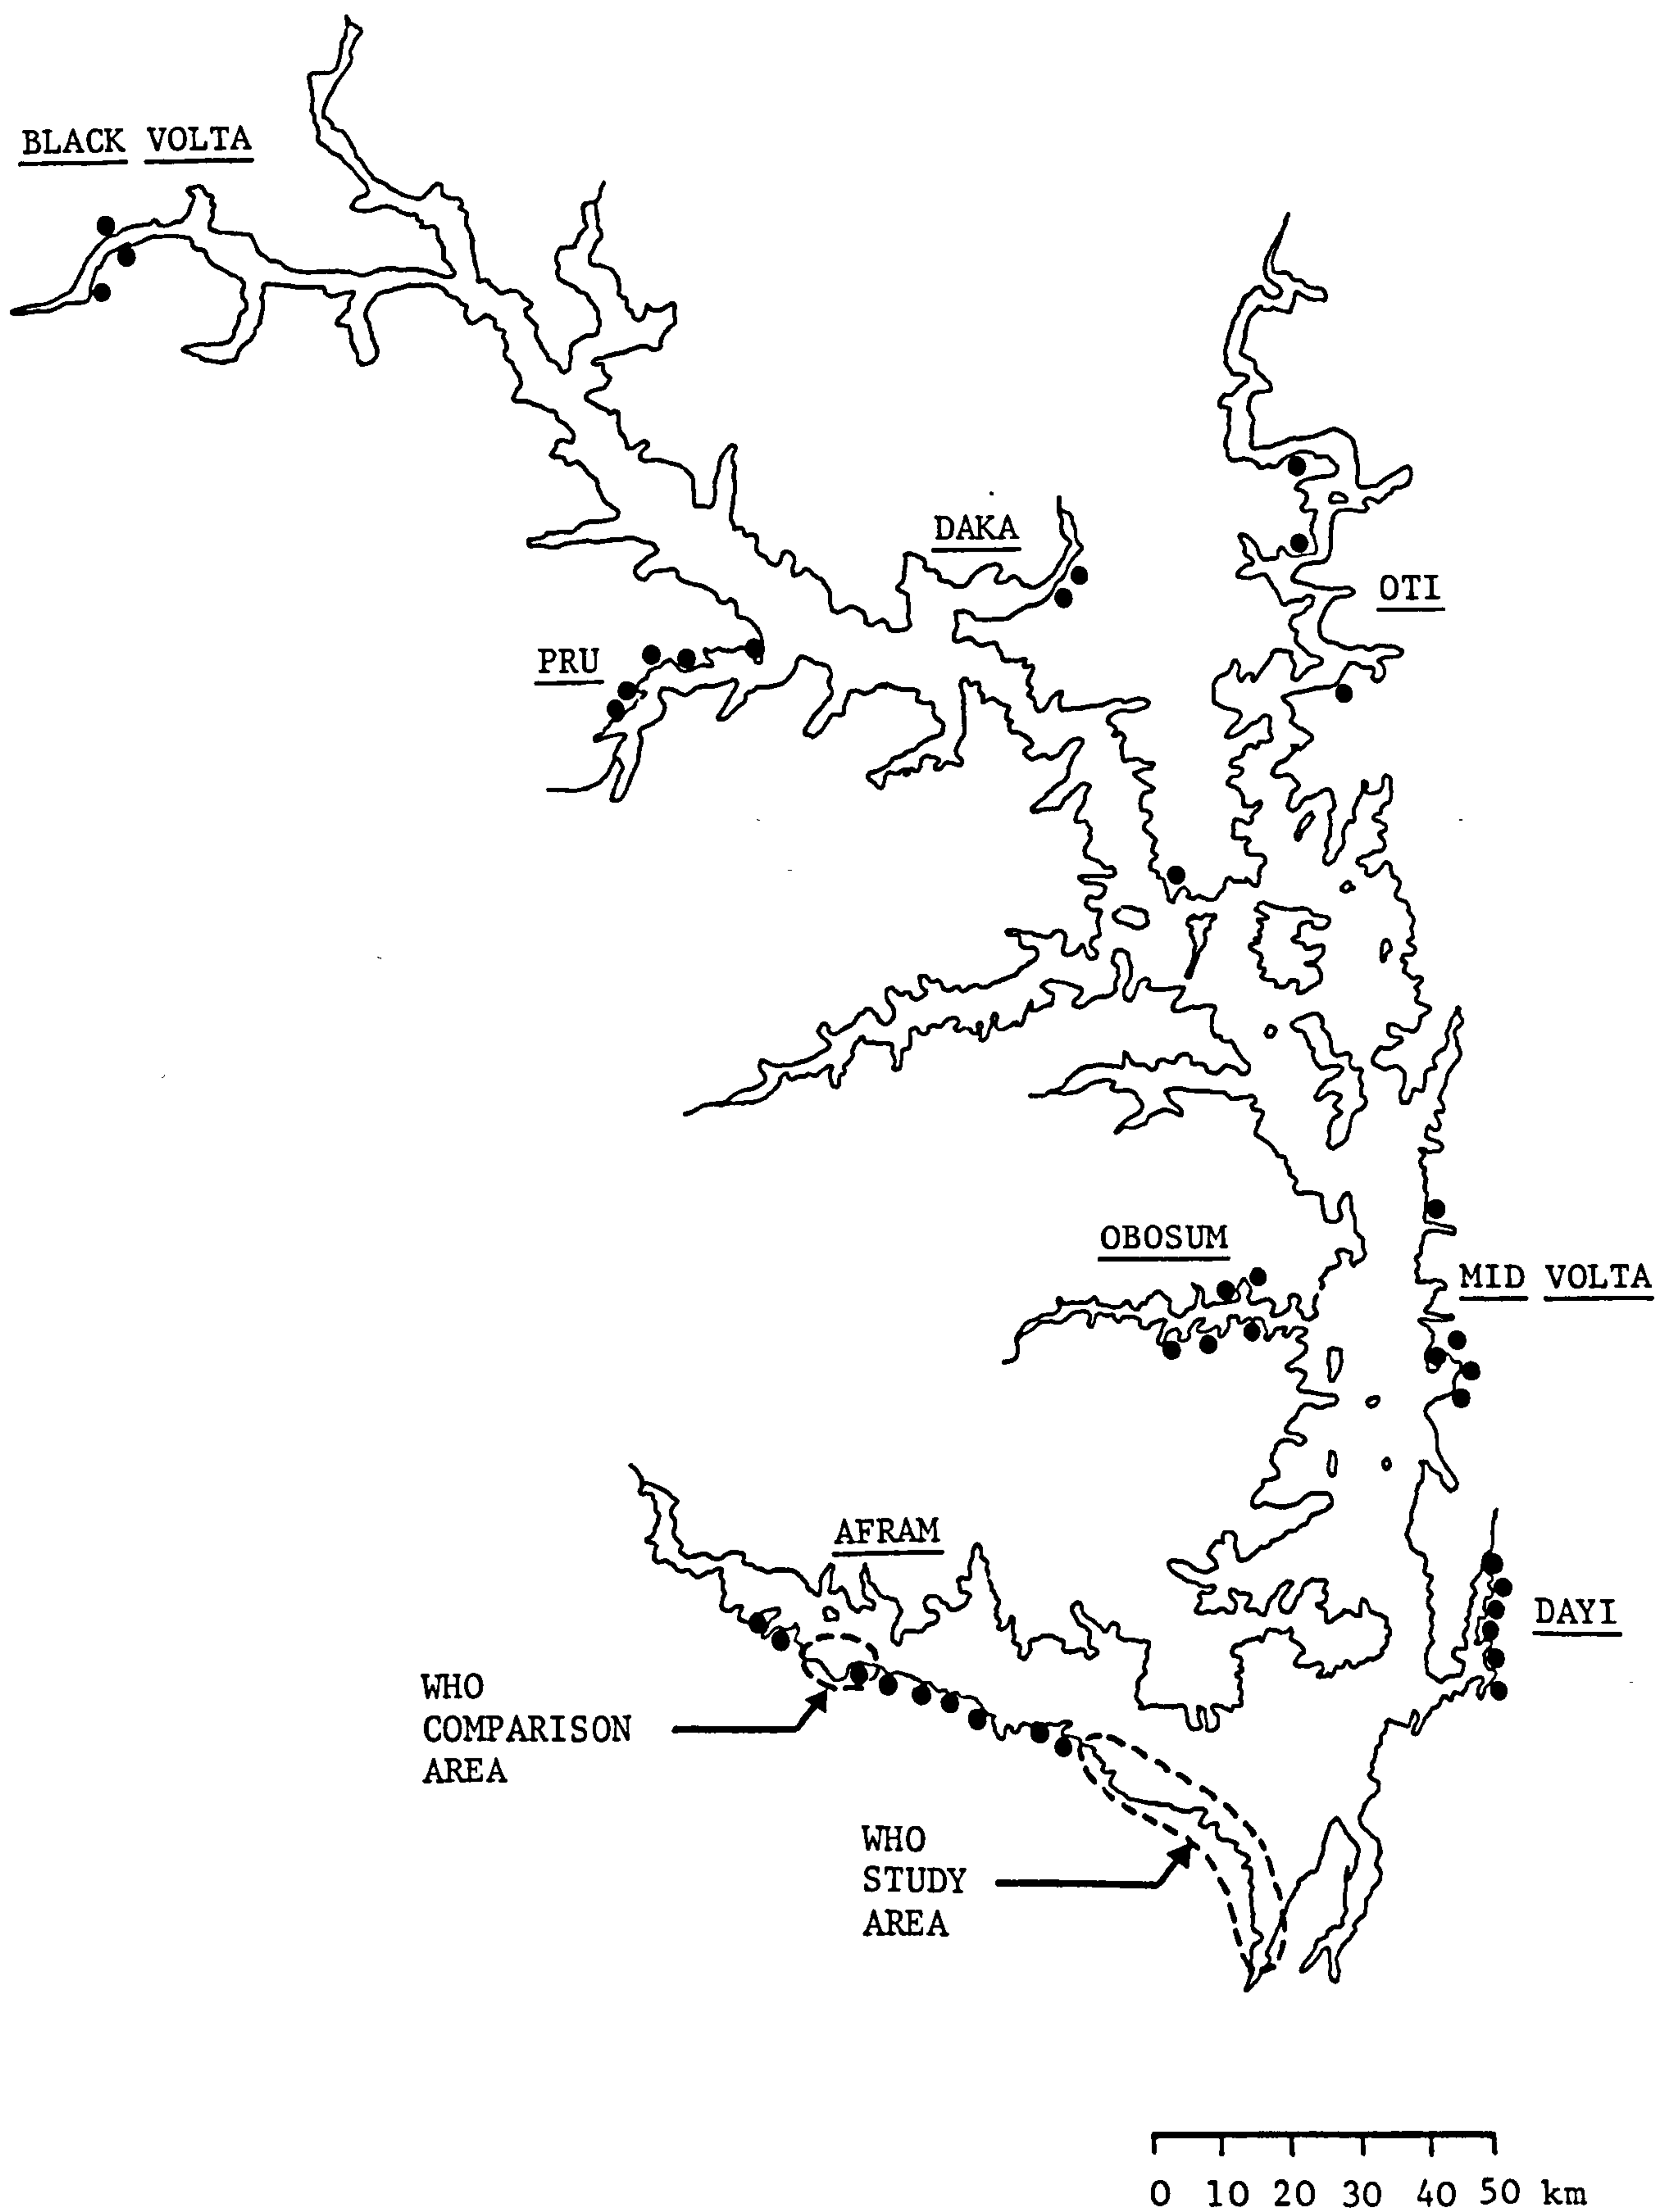 BLACK VOLTA
DAKA
OTI
PRU
OBOSUM
MID VOLTA
AFRAM
DAYI
WHO
COMPARISON
AREA
WHO
STUDY
AREA
0 10 20 30 40 50 km